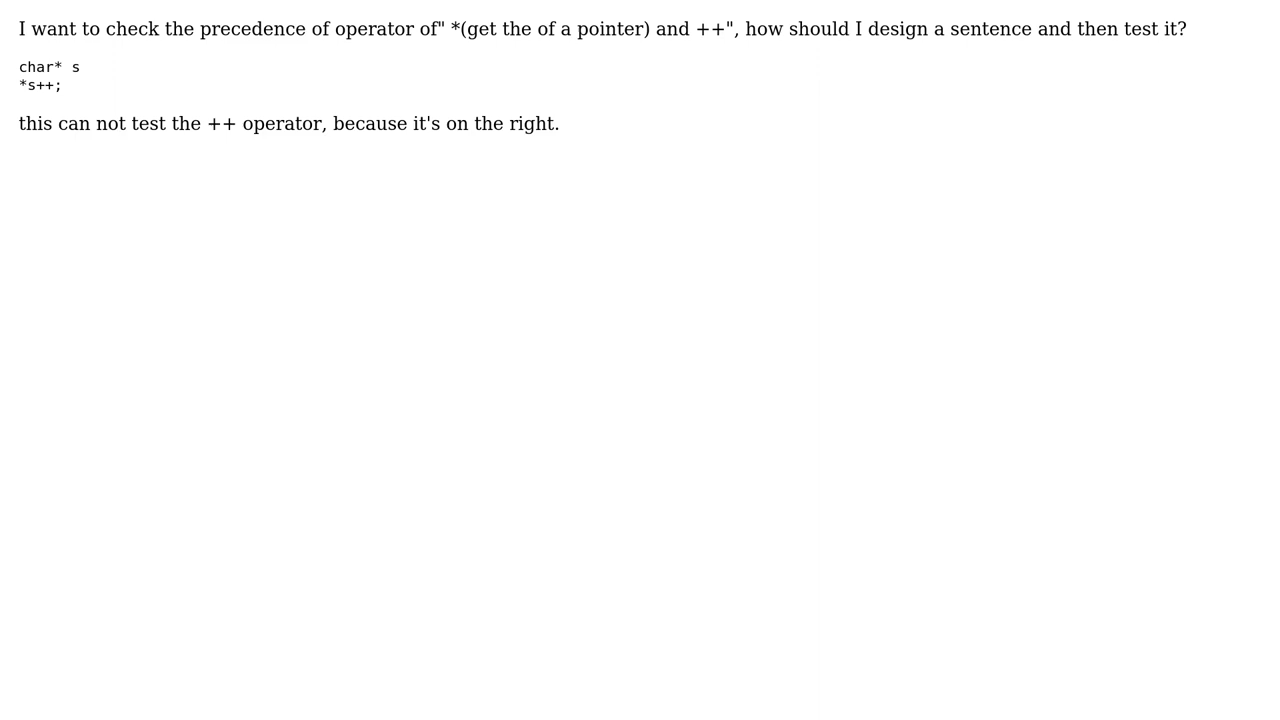 I want to check the precedence of operator of" *(get the of a pointer) and ++", how should I design a sentence and then test it?
char* s
*s++;
this can not test the ++ operator, because it's on the right.